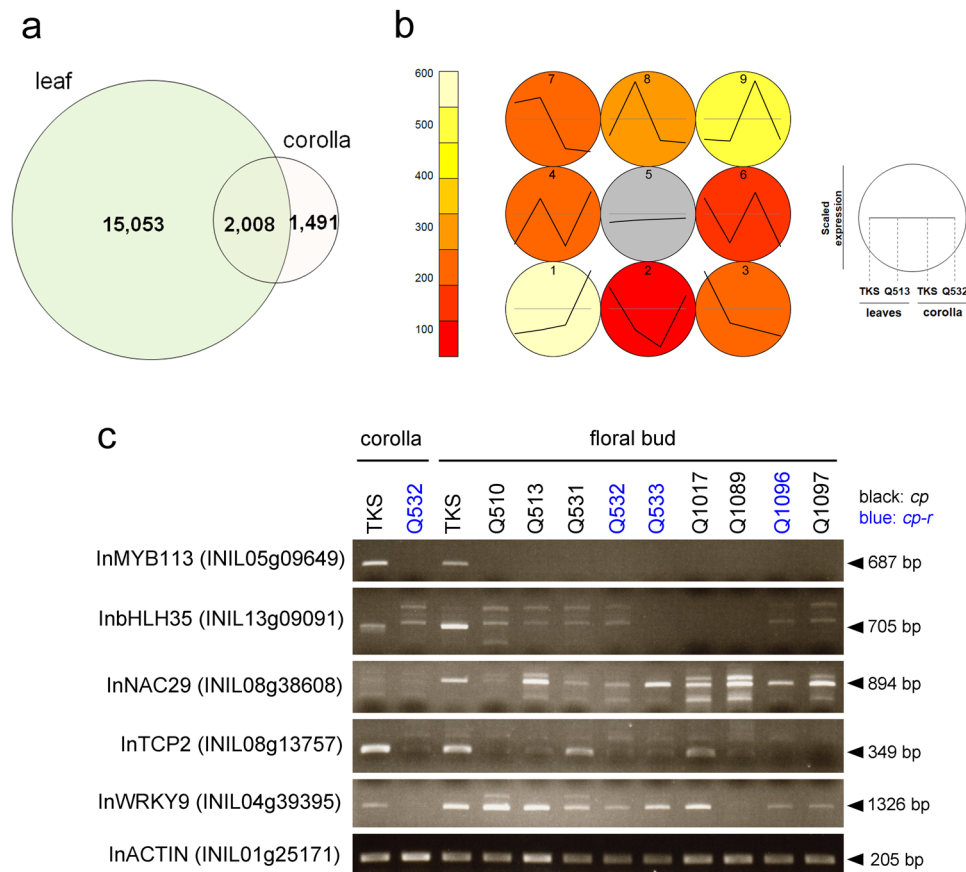 a
leaf
corolla
15,053
2,008
1,491
b
600
500
400
300
200
100
7
8
9
4
5
6
1
2
3
Scaled
expression
TKS Q513 TKS Q532
leaves corolla
c
corolla floral bud
TKS Q532 TKS Q510 Q513 Q531 Q532 Q533 Q1017 Q1089 Q1096 Q1097
black: cp
blue: cp-r
InMYB113 (INIL05g09649) 687 bp
InbHLH35 (INIL13g09091) 705 bp
InNAC29 (INIL08g38608) 894 bp
InTCP2 (INIL08g13757) 349 bp
InWRKY9 (INIL04g39395) 1326 bp
InACTIN (INIL01g25171) 205 bp